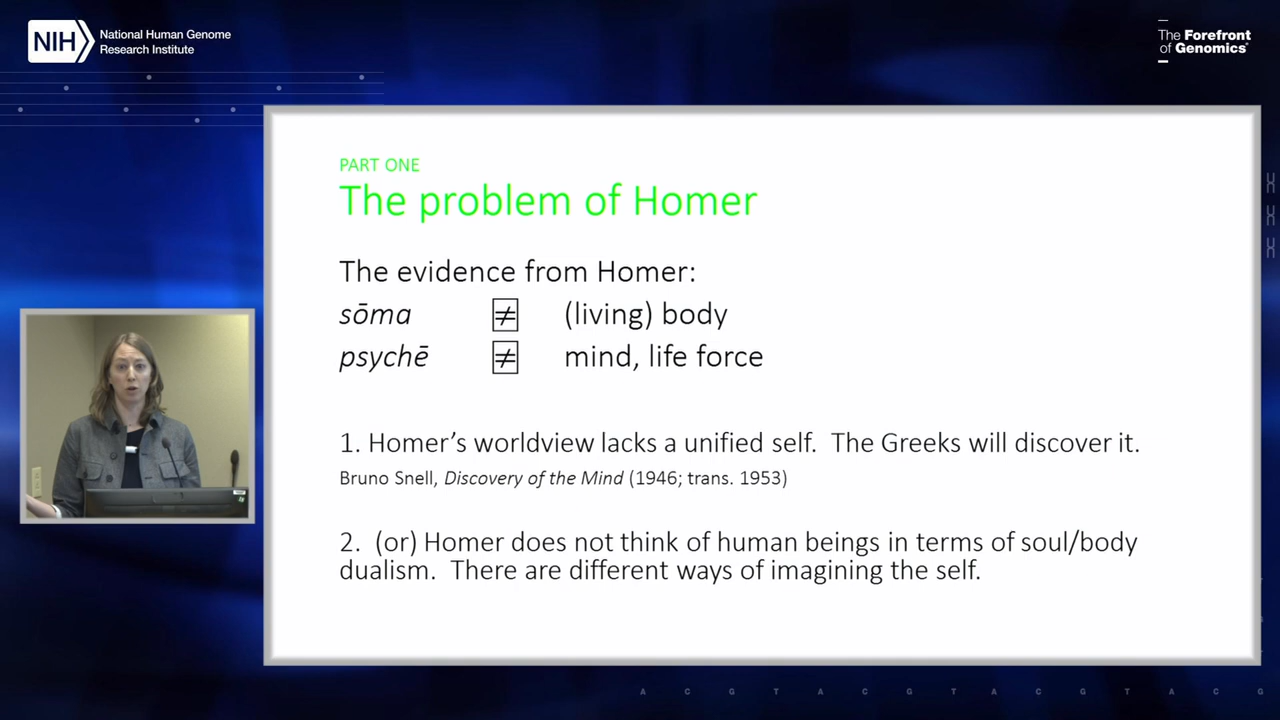 NIH
National Human Genome
Research Institute
The Forefront
of Genomics®
PART ONE
The problem of Homer
The evidence from Homer:
sōma ≠ (living) body
psychē ≠ mind, life force
1. Homer's worldview lacks a unified self. The Greeks will discover it.
Bruno Snell, Discovery of the Mind (1946; trans. 1953)
2. (or) Homer does not think of human beings in terms of soul/body
dualism. There are different ways of imagining the self.
A C G T A C G T A C G T A C G